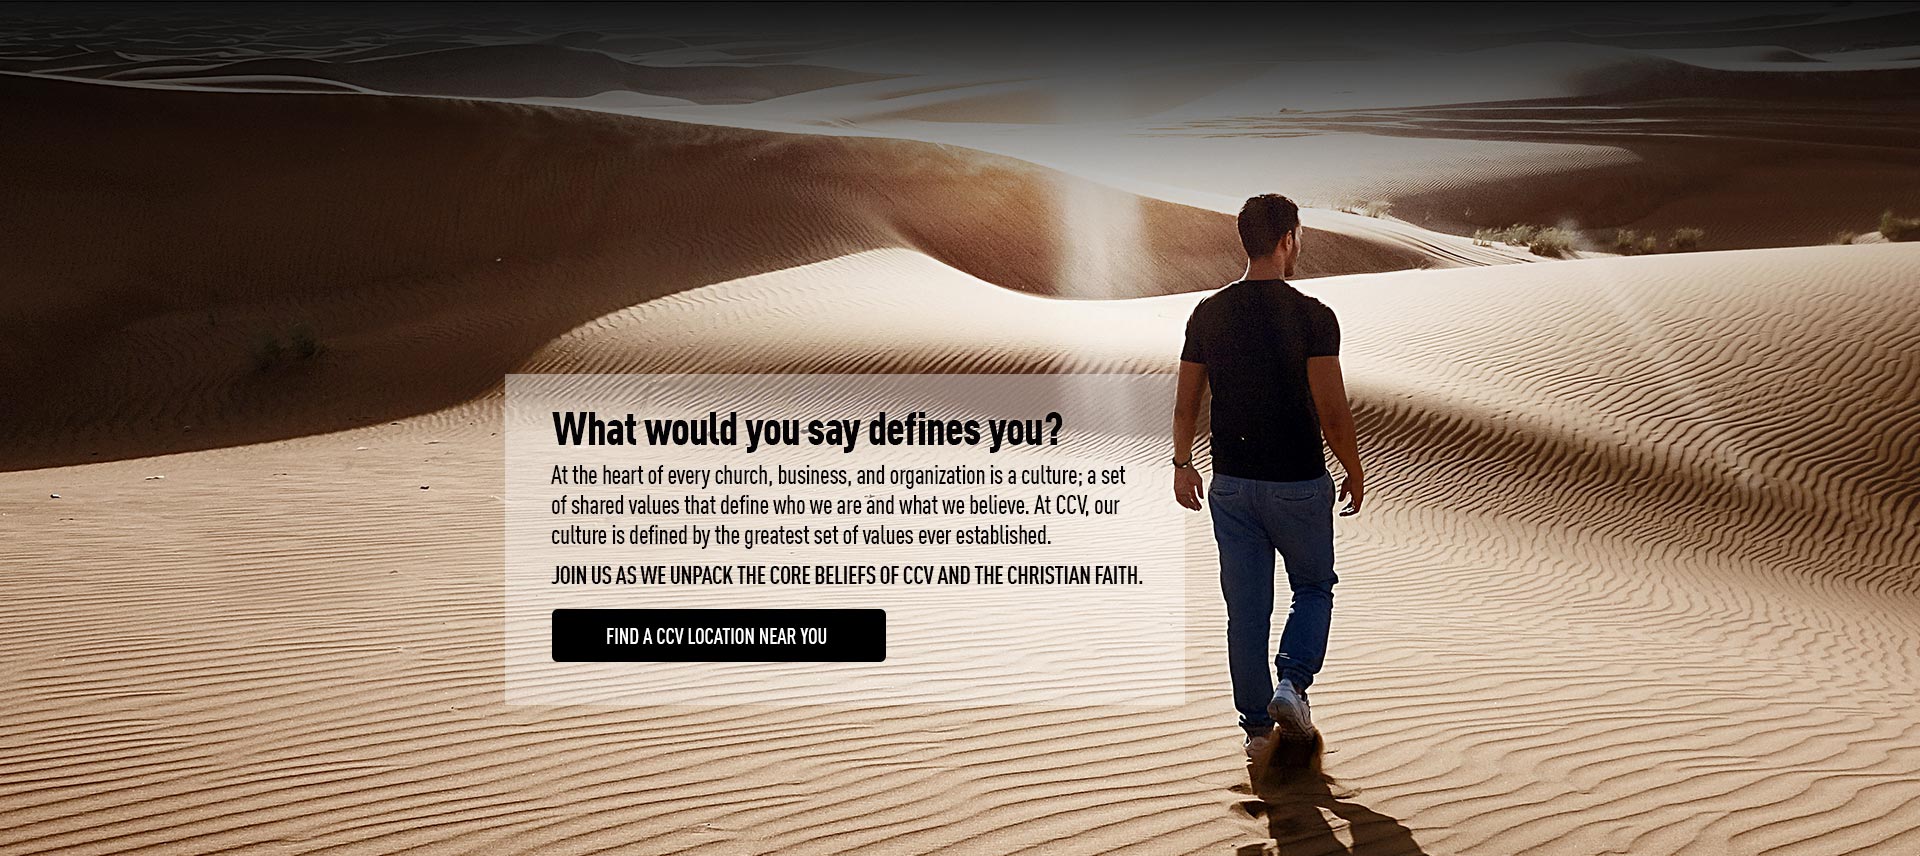 What would you say defines you?
At the heart of every church, business, and organization is a culture; a set
of shared values that define who we are and what we believe. At CCV, our
culture is defined by the greatest set of values ever established.
JOIN US AS WE UNPACK THE CORE BELIEFS OF CCV AND THE CHRISTIAN FAITH.
FIND A CCV LOCATION NEAR YOU